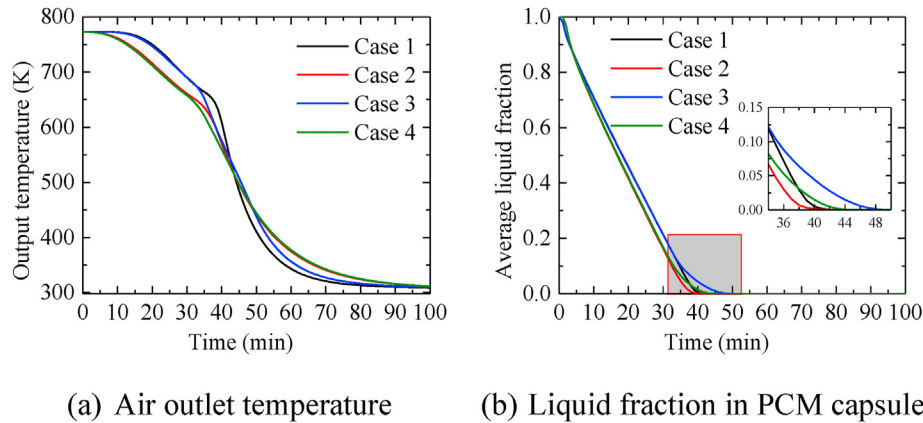 800
700
600
500
400
300
Output temperature (K)
0 10 20 30 40 50 60 70 80 90 100
Time (min)
Case 1
Case 2
Case 3
Case 4
(a) Air outlet temperature
1.0
0.8
0.6
0.4
0.2
0.0
Average liquid fraction
0 10 20 30 40 50 60 70 80 90 100
Time (min)
Case 1
Case 2
Case 3
Case 4
0.15
0.10
0.05
0.00
36 40 44 48
(b) Liquid fraction in PCM capsule